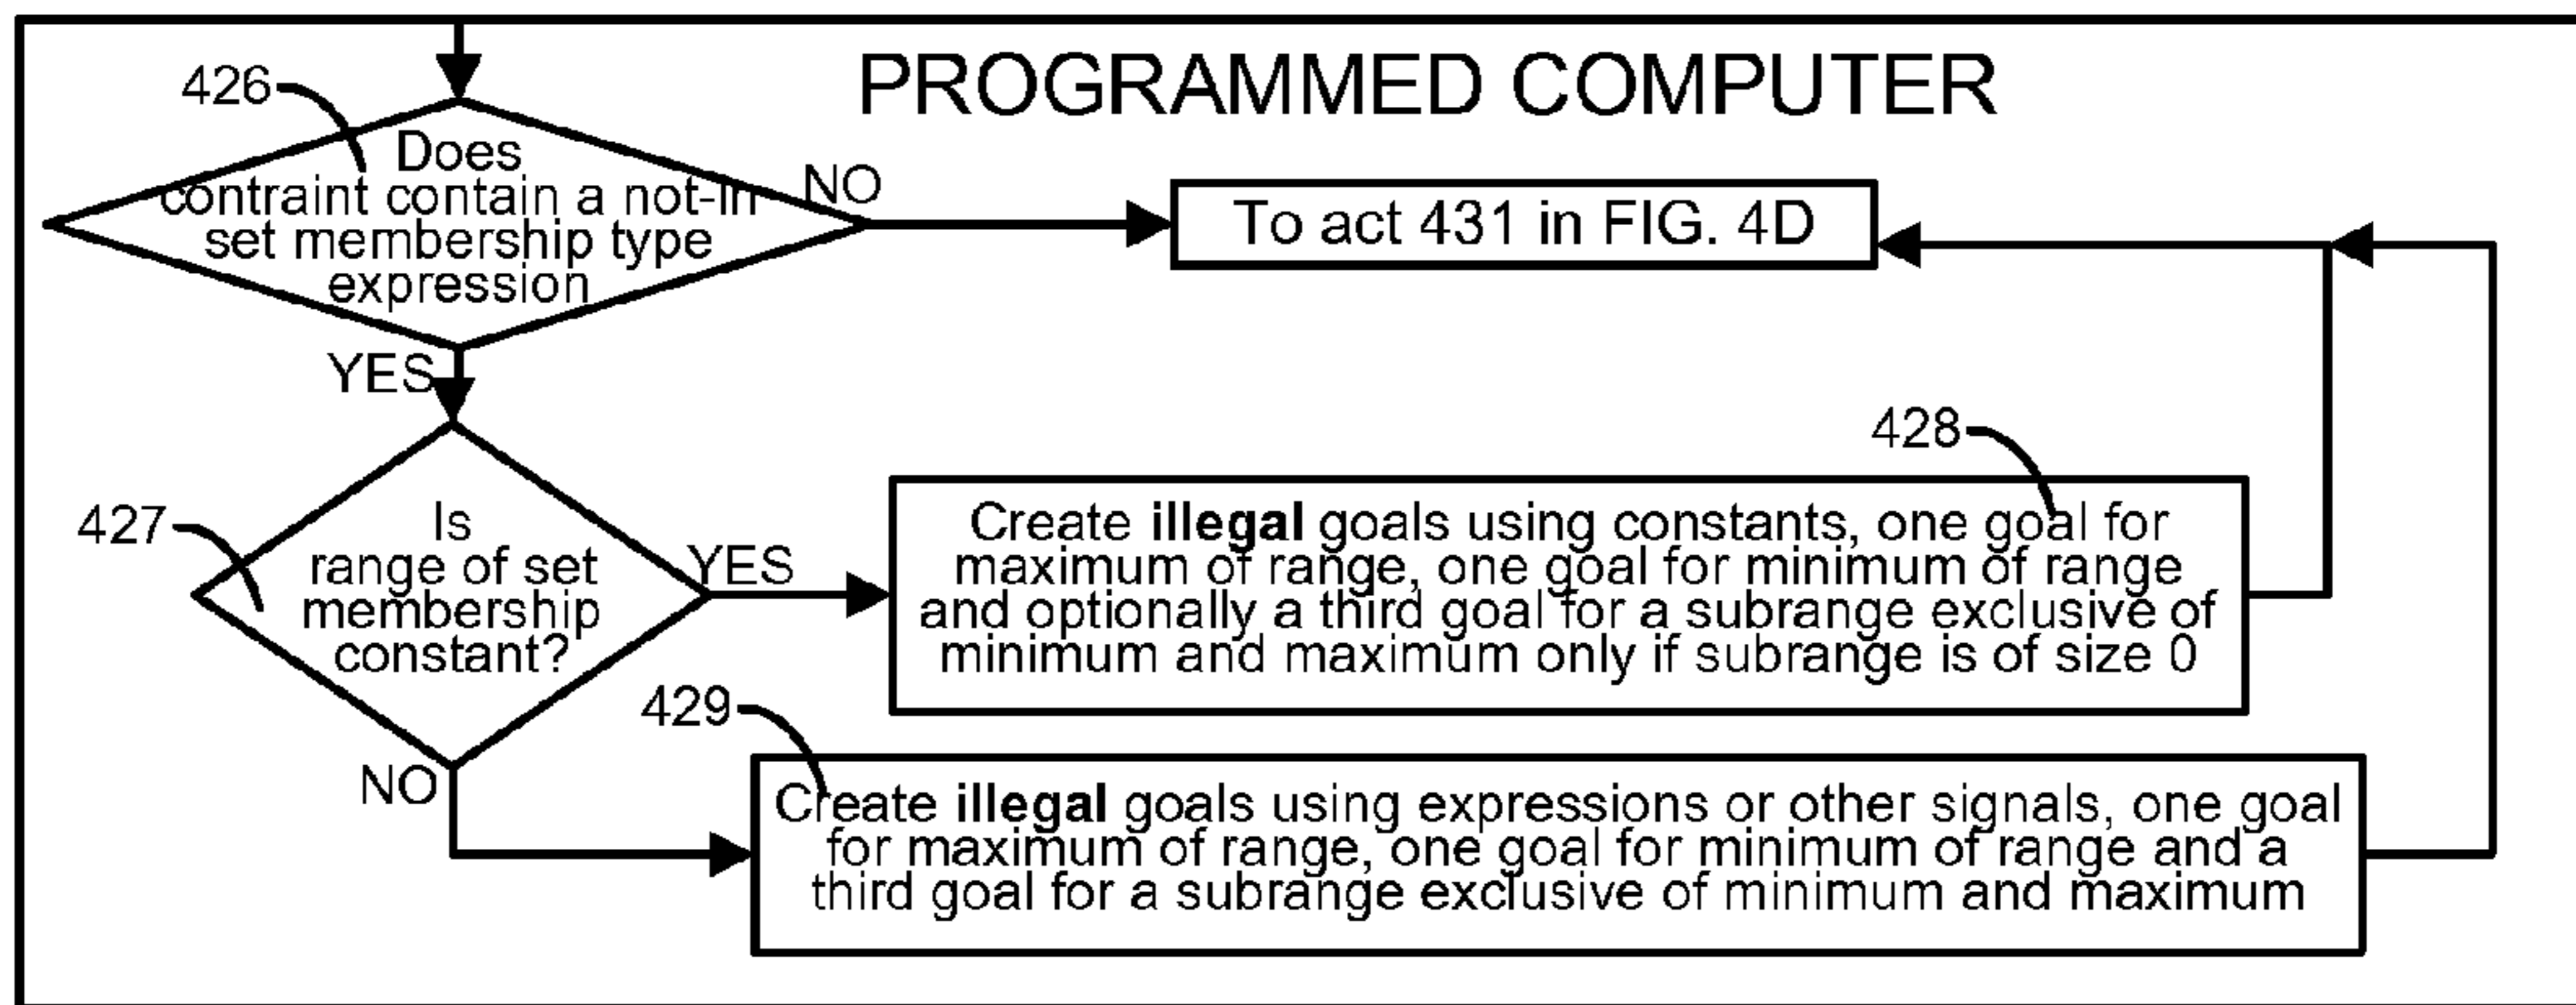 PROGRAMMED COMPUTER
426
Does
contraint contain a not-in
set membership type
expression
NO
To act 431 in FIG. 4D
YES
427
Is
range of set
membership
constant?
YES
428
Create illegal goals using constants, one goal for
maximum of range, one goal for minimum of range
and optionally a third goal for a subrange exclusive of
minimum and maximum only if subrange is of size 0
NO
429
Create illegal goals using expressions or other signals, one goal
for maximum of range, one goal for minimum of range and a
third goal for a subrange exclusive of minimum and maximum